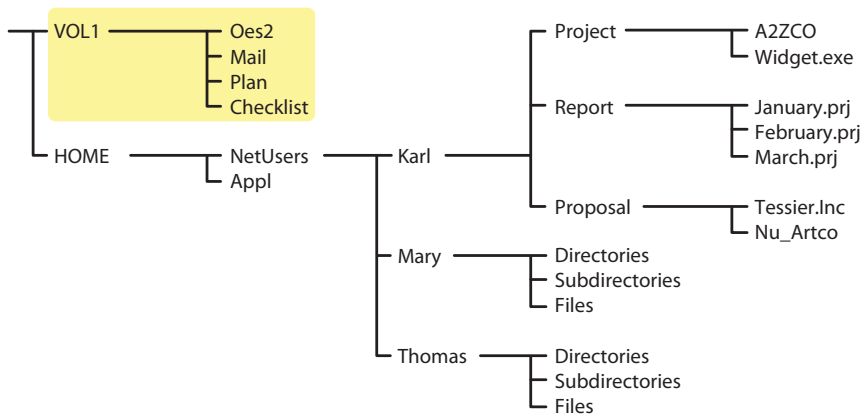 VOL1 Oes2 Project A2ZCO
Mail Widget.exe
Plan
Checklist Report January.prj
February.prj
HOME NetUsers Karl March.prj
Appl
Proposal Tessier.Inc
Nu_Artco
Mary Directories
Subdirectories
Files
Thomas Directories
Subdirectories
Files